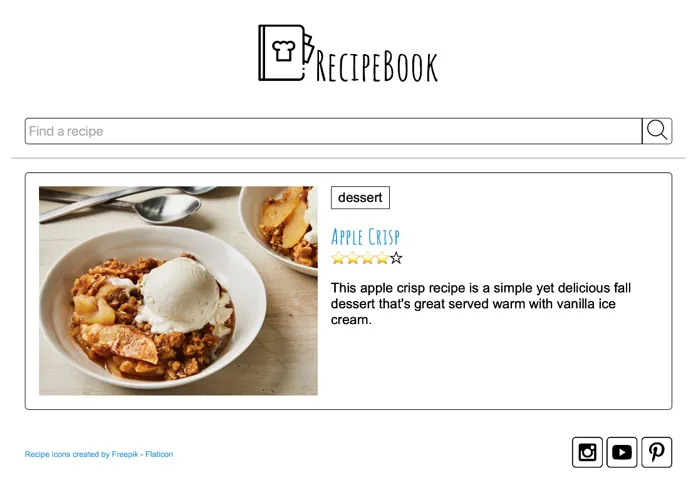 RecipeBook
Find a recipe
dessert
Apple Crisp
This apple crisp recipe is a simple yet delicious fall
dessert that's great served warm with vanilla ice
cream.
Recipe icons created by Freepik - Flaticon